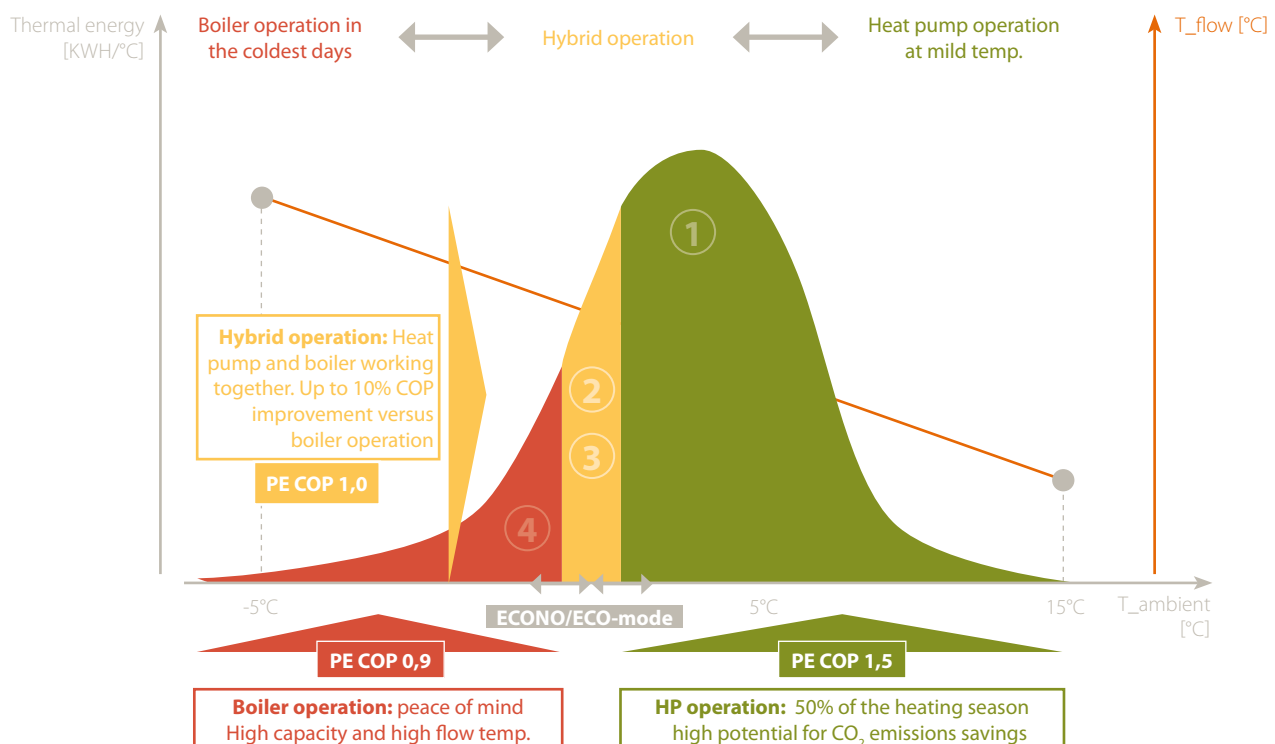 Thermal energy
[KWH/°C]
Boiler operation in
the coldest days
Hybrid operation
Heat pump operation
at mild temp.
T_flow [°C]
1
Hybrid operation: Heat
pump and boiler working
together. Up to 10% COP
improvement versus
boiler operation
PE COP 1,0
2
3
4
-5°C
ECONO/ECO-mode
5°C
15°C
T_ambient
[°C]
PE COP 0,9
PE COP 1,5
Boiler operation: peace of mind
High capacity and high flow temp.
HP operation: 50% of the heating season
high potential for CO₂ emissions savings